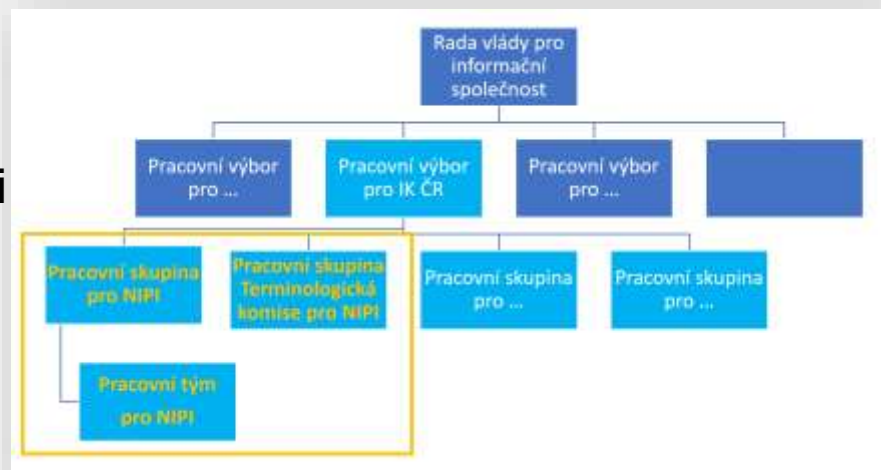 Rada vlády pro
informační
společnost
Pracovní výbor
pro ...
Pracovní výbor
pro IK ČR
Pracovní výbor
pro ...
i
Pracovní skupina
pro NIPI
Pracovní skupina
Terminologická
komise pro NIPI
Pracovní skupina
pro ...
Pracovní skupina
pro ...
Pracovní tým
pro NIPI